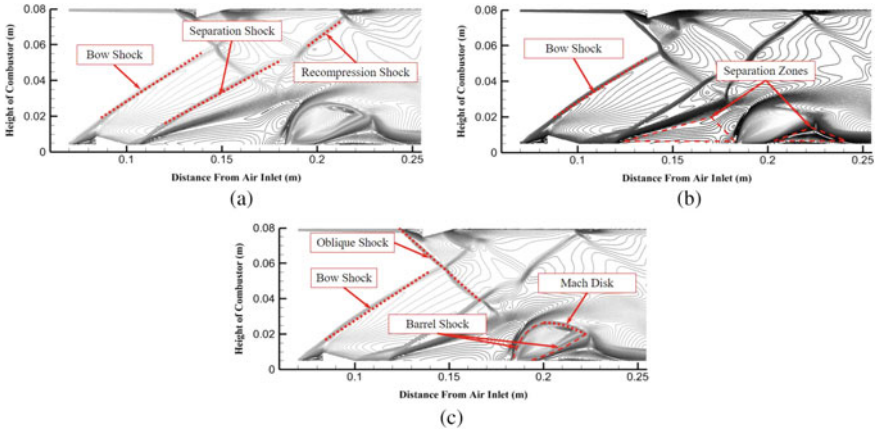 0.08
0.06
0.04
0.02
0
Height of Combustor (m)
Bow Shock
Separation Shock
Recompression Shock
0.1
0.15
0.2
0.25
Distance From Air Inlet (m)
(a)
0.08
0.06
0.04
0.02
0
Height of Combustor (m)
Bow Shock
Separation Zones
0.1
0.15
0.2
0.25
Distance From Air Inlet (m)
(b)
0.08
0.06
0.04
0.02
0
Height of Combustor (m)
Oblique Shock
Bow Shock
Mach Disk
Barrel Shock
0.1
0.15
0.2
0.25
Distance From Air Inlet (m)
(c)